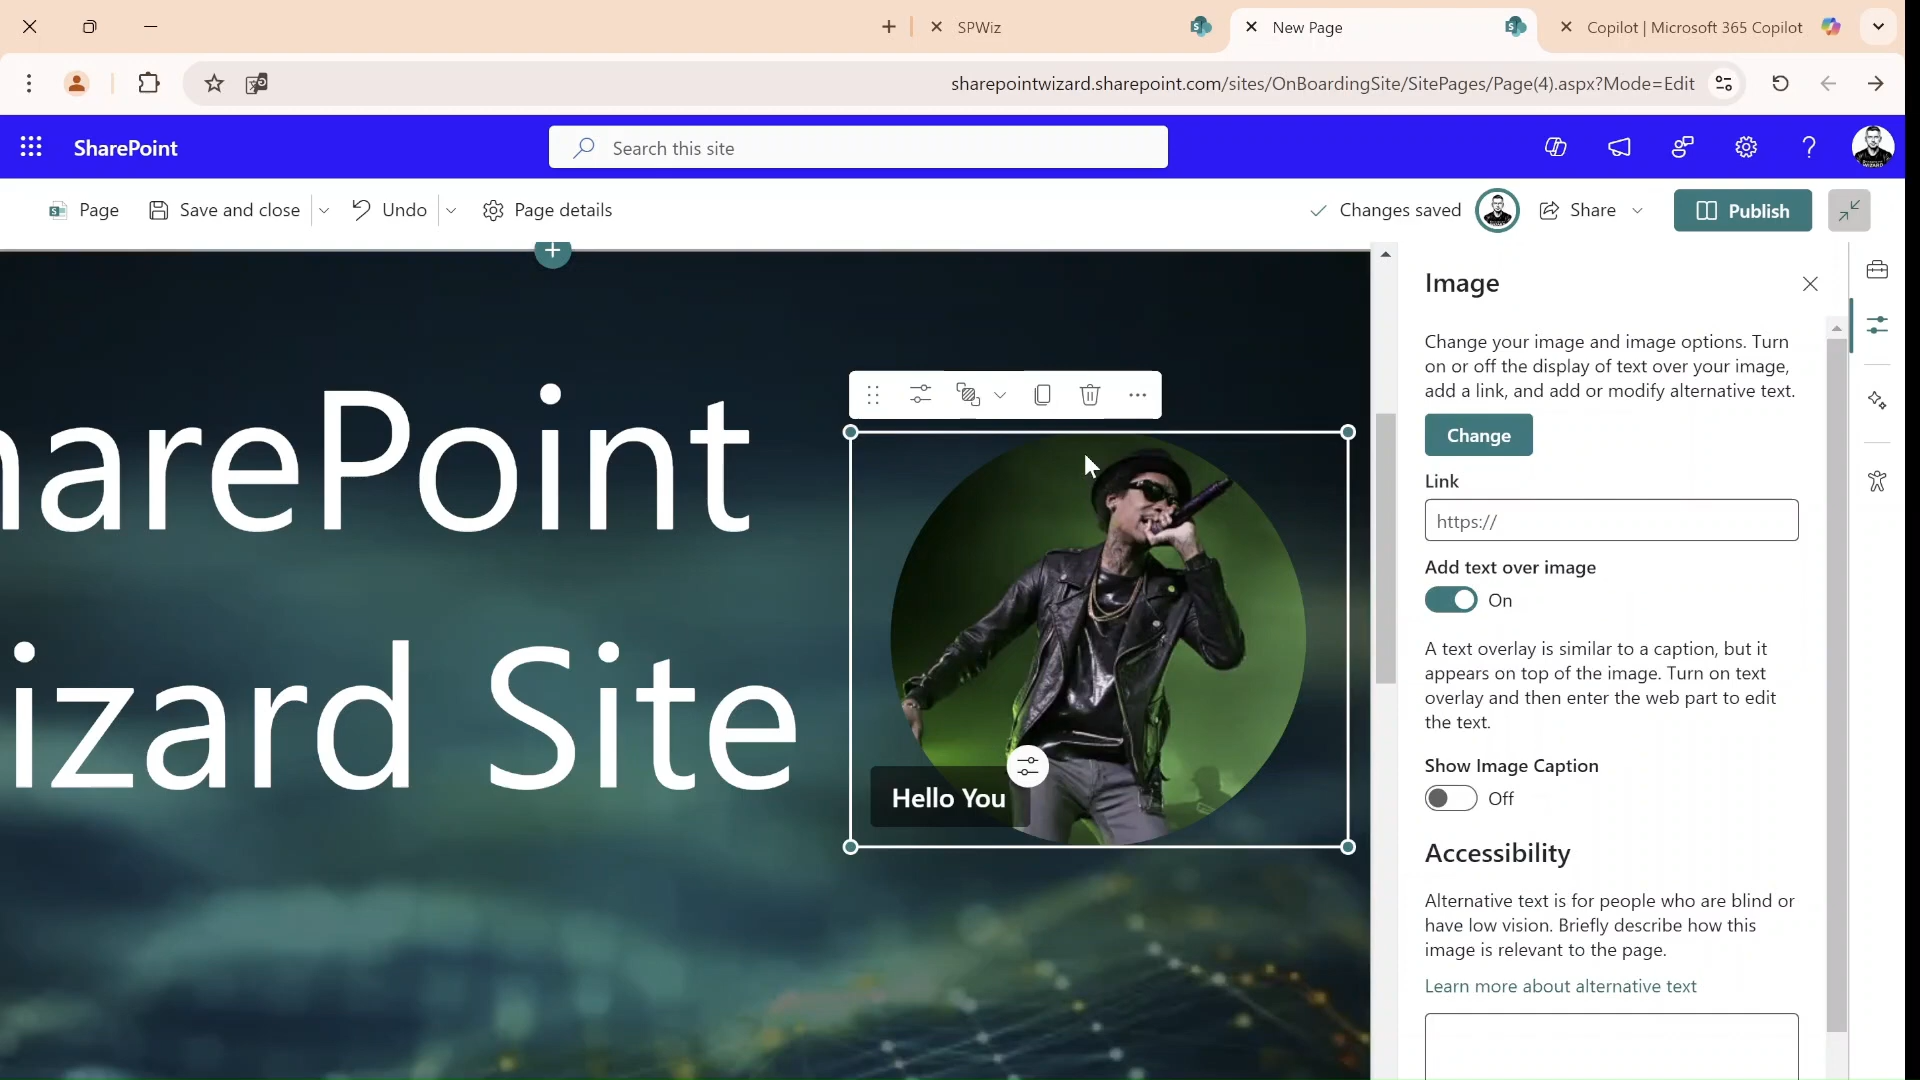 SPWiz
New Page
Copilot | Microsoft 365 Copilot
sharepointwizard.sharepoint.com/sites/OnBoardingSite/SitePages/Page(4).aspx?Mode=Edit
SharePoint
Search this site
Page
Save and close
Undo
Page details
Changes saved
Share
Publish
harePoint
izard Site
Hello You
Image
Change your image and image options. Turn
on or off the display of text over your image,
add a link, and add or modify alternative text.
Change
Link
https://
Add text over image
On
A text overlay is similar to a caption, but it
appears on top of the image. Turn on text
overlay and then enter the web part to edit
the text.
Show Image Caption
Off
Accessibility
Alternative text is for people who are blind or
have low vision. Briefly describe how this
image is relevant to the page.
Learn more about alternative text